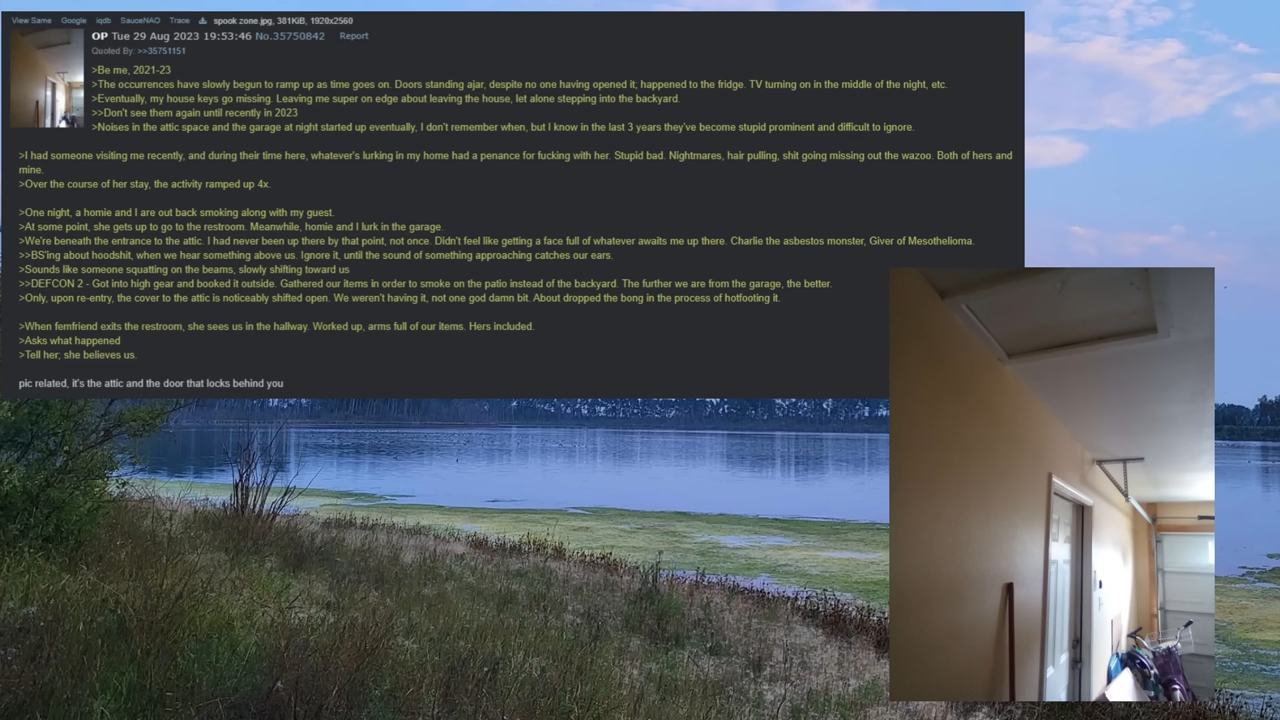 View Same Google iqdb SauceNAO Trace spook zone.jpg, 381KiB, 1920x2560
OP Tue 29 Aug 2023 19:53:46 No.35750842 Report
Quoted By: >>35751151
>Be me, 2021-23
>The occurrences have slowly begun to ramp up as time goes on. Doors standing ajar, despite no one having opened it; happened to the fridge. TV turning on in the middle of the night, etc.
>Eventually, my house keys go missing. Leaving me super on edge about leaving the house, let alone stepping into the backyard.
>>Don't see them again until recently in 2023
>Noises in the attic space and the garage at night started up eventually, I don't remember when, but I know in the last 3 years they've become stupid prominent and difficult to ignore.
>I had someone visiting me recently, and during their time here, whatever's lurking in my home had a penance for fucking with her. Stupid bad. Nightmares, hair pulling, shit going missing out the wazoo. Both of hers and
mine.
>Over the course of her stay, the activity ramped up 4x.
>One night, a homie and I are out back smoking along with my guest.
>At some point, she gets up to go to the restroom. Meanwhile, homie and I lurk in the garage.
>We're beneath the entrance to the attic. I had never been up there by that point, not once. Didn't feel like getting a face full of whatever awaits me up there. Charlie the asbestos monster, Giver of Mesothelioma.
>>BS'ing about hoodshit, when we hear something above us. Ignore it, until the sound of something approaching catches our ears.
>Sounds like someone squatting on the beams, slowly shifting toward us
>>DEFCON 2 - Got into high gear and booked it outside. Gathered our items in order to smoke on the patio instead of the backyard. The further we are from the garage, the better.
>Only, upon re-entry, the cover to the attic is noticeably shifted open. We weren't having it, not one god damn bit. About dropped the bong in the process of hotfooting it.
>When femfriend exits the restroom, she sees us in the hallway. Worked up, arms full of our items. Hers included.
>Asks what happened
>Tell her; she believes us.
pic related, it's the attic and the door that locks behind you